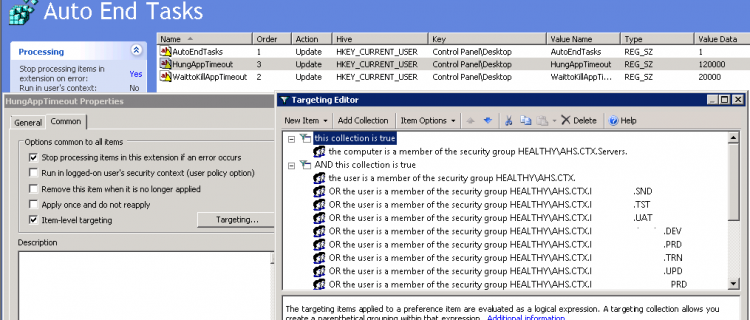 Auto End Tasks
Processing
Stop processing items in extension on error: Yes
Run in user's context: No
Name Order Action Hive Key Value Name Type Value Data
AutoEndTasks 1 Update HKEY_CURRENT_USER Control Panel\Desktop AutoEndTasks REG_SZ 1
HungAppTimeout 3 Update HKEY_CURRENT_USER Control Panel\Desktop HungAppTimeout REG_SZ 120000
WaittoKillAppTimeout 2 Update HKEY_CURRENT_USER Control Panel\Desktop WaittoKillAppTi... REG_SZ 20000
HungAppTimeout Properties
General Common
Options common to all items
Stop processing items in this extension if an error occurs
Run in logged-on user's security context (user policy option)
Remove this item when it is no longer applied
Apply once and do not reapply
Item-level targeting
Targeting...
Description
Targeting Editor
New Item Add Collection Item Options Delete Help
this collection is true
the computer is a member of the security group HEALTHY\AHS.CTX.Servers.
AND this collection is true
the user is a member of the security group HEALTHY\AHS.CTX.
OR the user is a member of the security group HEALTHY\AHS.CTX.I .SND
OR the user is a member of the security group HEALTHY\AHS.CTX.I .TST
OR the user is a member of the security group HEALTHY\AHS.CTX.I .UAT
OR the user is a member of the security group HEALTHY\AHS.CTX.I .DEV
OR the user is a member of the security group HEALTHY\AHS.CTX.I .PRD
OR the user is a member of the security group HEALTHY\AHS.CTX.I .TRN
OR the user is a member of the security group HEALTHY\AHS.CTX.I .UPD
OR the user is a member of the security group HEALTHY\AHS.CTX.I PRD
The targeting items applied to a preference item are evaluated as a logical expression. A targeting collection allows you
create a parenthetical grouping within that expression. Additional information